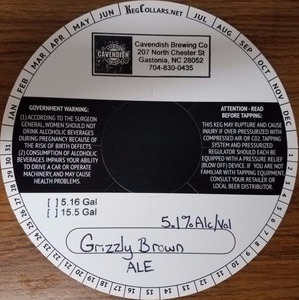 KEGCOLLARS.NET
JAN FEB MAR APR MAY JUN JUL AUG SEP OCT NOV DEC
CAVENDISH
Cavendish Brewing Co
207 North Chester St
Gastonia, NC 28052
704-830-0435
GOVERNMENT WARNING:
(1) ACCORDING TO THE SURGEON
GENERAL, WOMEN SHOULD NOT
DRINK ALCOHOLIC BEVERAGES
DURING PREGNANCY BECAUSE OF
THE RISK OF BIRTH DEFECTS.
(2) CONSUMPTION OF ALCOHOLIC
BEVERAGES IMPAIRS YOUR ABILITY
TO DRIVE A CAR OR OPERATE
MACHINERY, AND MAY CAUSE
HEALTH PROBLEMS.
ATTENTION - READ
BEFORE TAPPING:
THIS KEG MAY RUPTURE AND CAUSE
INJURY IF OVER-PRESSURIZED WITH
COMPRESSED AIR OR CO2. TAPPING
SYSTEM AND PRESSURIZED
REGULATOR SHOULD EACH BE
EQUIPPED WITH A PRESSURE RELIEF
(BLOW OFF) DEVICE. IF YOU ARE NOT
FAMILIAR WITH TAPPING EQUIPMENT,
CONSULT YOUR RETAILER OR
LOCAL BEER DISTRIBUTOR.
[ ] 5.16 Gal
[ ] 15.5 Gal
5.1% Alc/Vol
Grizzly Brown
ALE